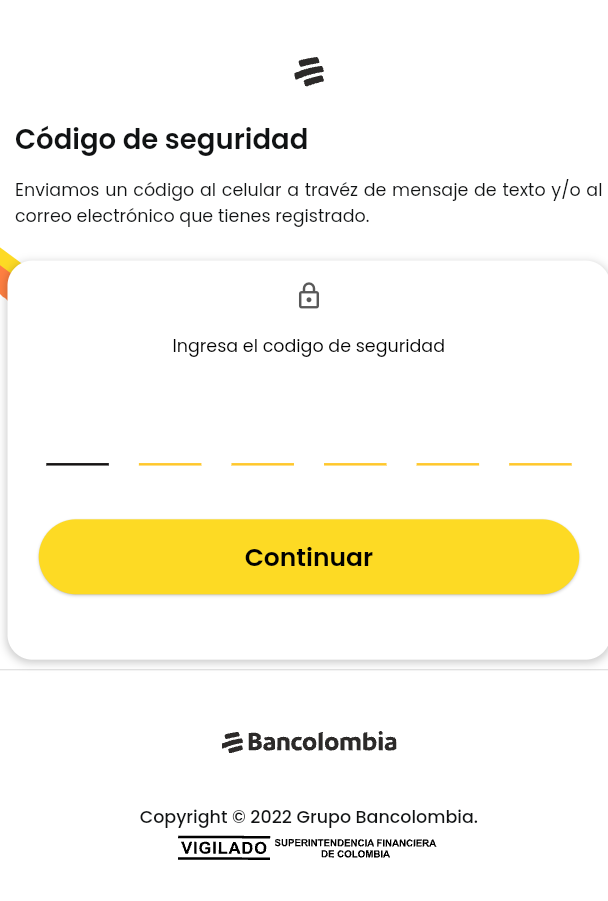 Código de seguridad
Enviamos un código al celular a travéz de mensaje de texto y/o al
correo electrónico que tienes registrado.
Ingresa el codigo de seguridad
Continuar
Bancolombia
Copyright © 2022 Grupo Bancolombia.
VIGILADO SUPERINTENDENCIA FINANCIERA
DE COLOMBIA